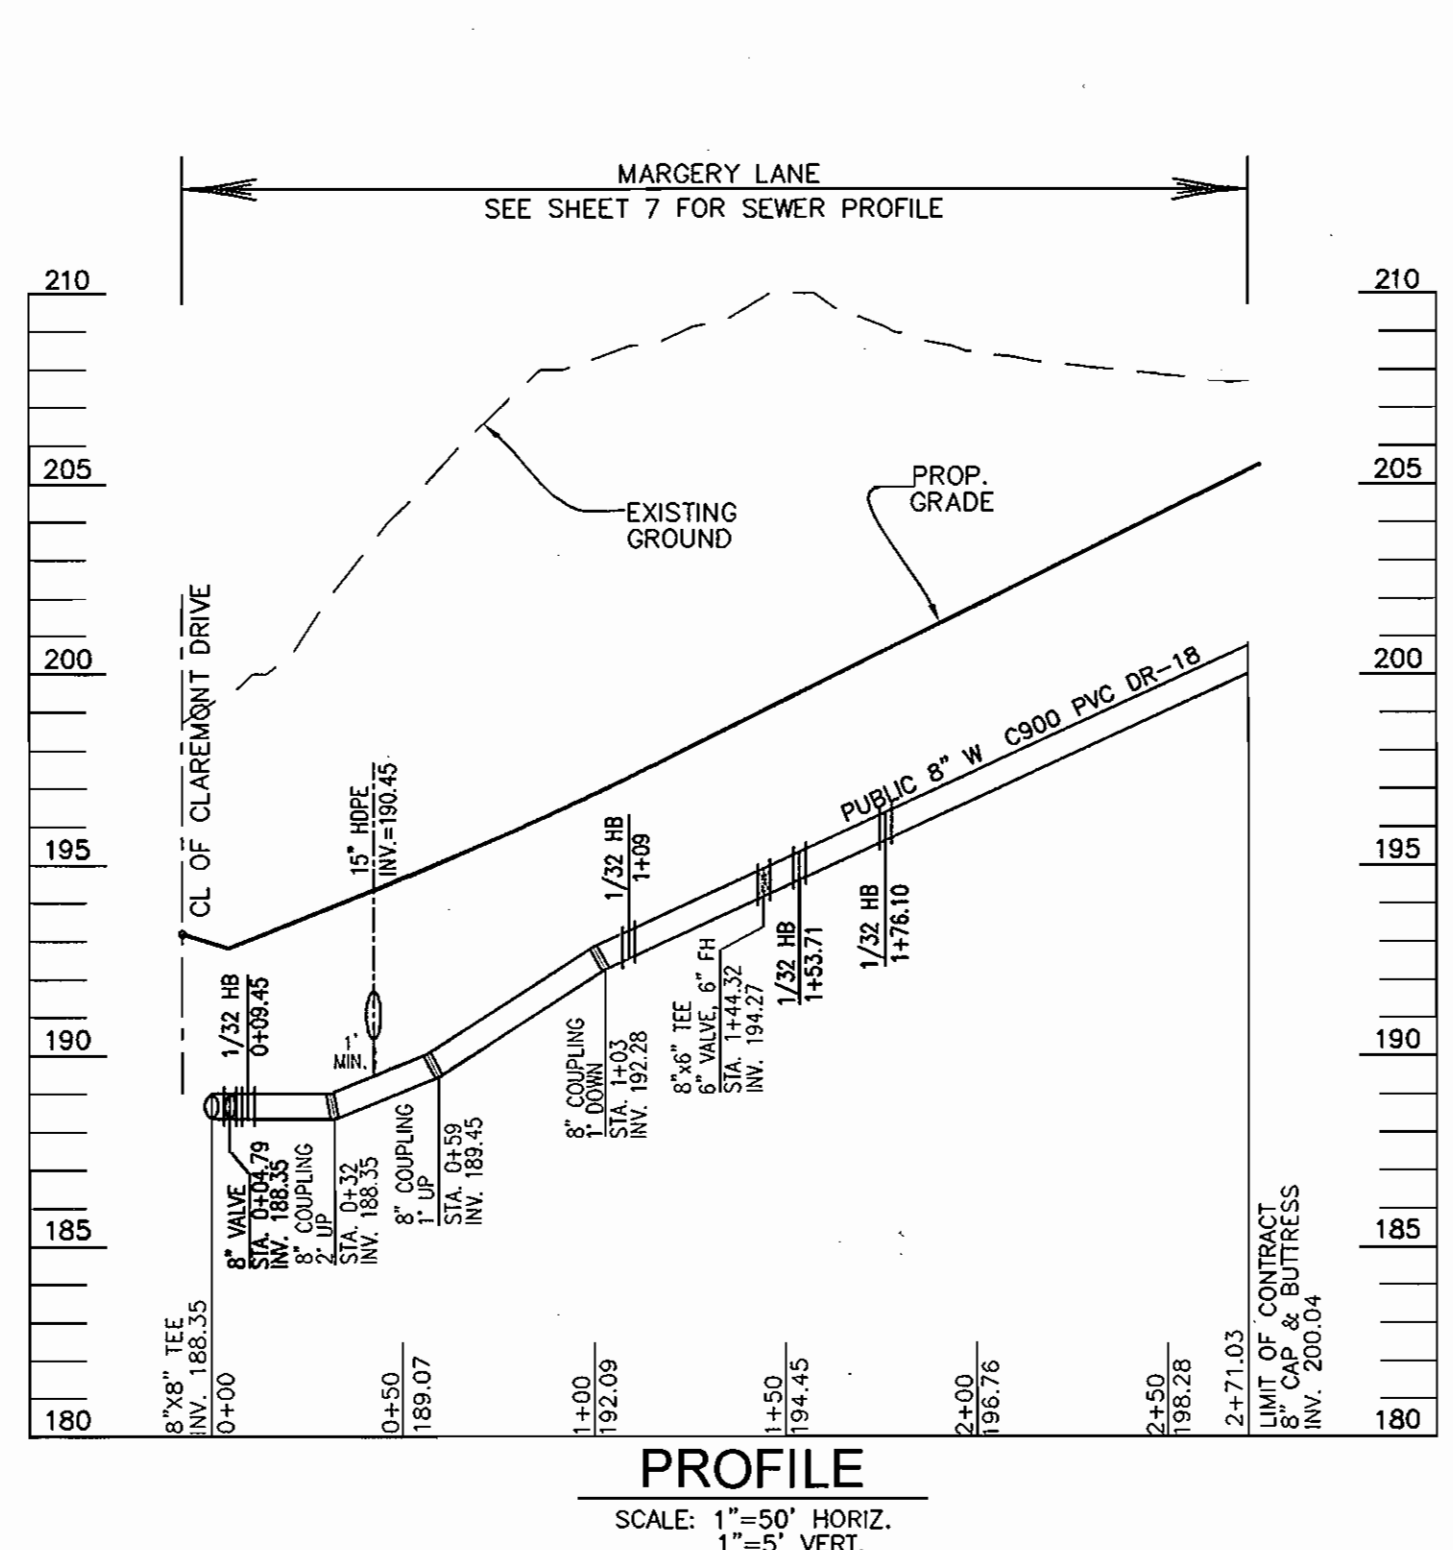 MARGERY LANE
SEE SHEET 7 FOR SEWER PROFILE
210
205
200
195
190
185
180
210
205
200
195
190
185
180
EXISTING
GROUND
PROP.
GRADE
CL OF CLAREMONT DRIVE
15" HDPE
INV.=190.45
1'
MIN.
PUBLIC 8" W C900 PVC DR-18
1/32 HB
0+09.45
1/32 HB
1+09
1/32 HB
1+53.71
1/32 HB
1+76.10
8" VALVE
STA. 0+04.79
INV. 188.35
8" COUPLING
2° UP
STA. 0+32
INV. 188.35
8" COUPLING
1° UP
STA. 0+59
INV. 189.45
8" COUPLING
1° DOWN
STA. 1+03
INV. 192.28
8"x6" TEE
6" VALVE, 6" FH
STA. 1+44.32
INV. 194.27
8"X8" TEE
INV. 188.35
0+00
0+50
189.07
1+00
192.09
1+50
194.45
2+00
196.76
2+50
198.28
2+71.03
LIMIT OF CONTRACT
8" CAP & BUTTRESS
INV. 200.04
PROFILE
SCALE: 1"=50' HORIZ.
1"=5' VERT.